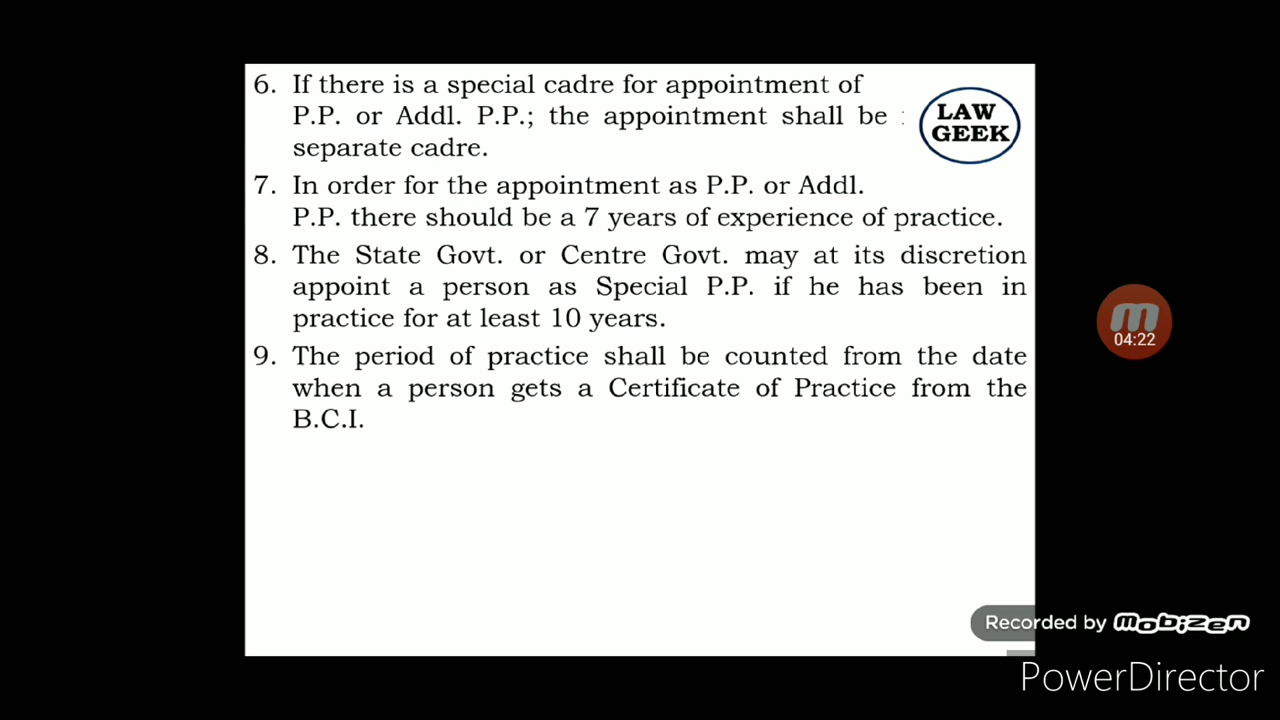 6. If there is a special cadre for appointment of
P.P. or Addl. P.P.; the appointment shall be
separate cadre.
LAW
GEEK
7. In order for the appointment as P.P. or Addl.
P.P. there should be a 7 years of experience of practice.
8. The State Govt. or Centre Govt. may at its discretion
appoint a person as Special P.P. if he has been in
practice for at least 10 years.
9. The period of practice shall be counted from the date
when a person gets a Certificate of Practice from the
B.C.I.
04:22
Recorded by Mobizen
PowerDirector